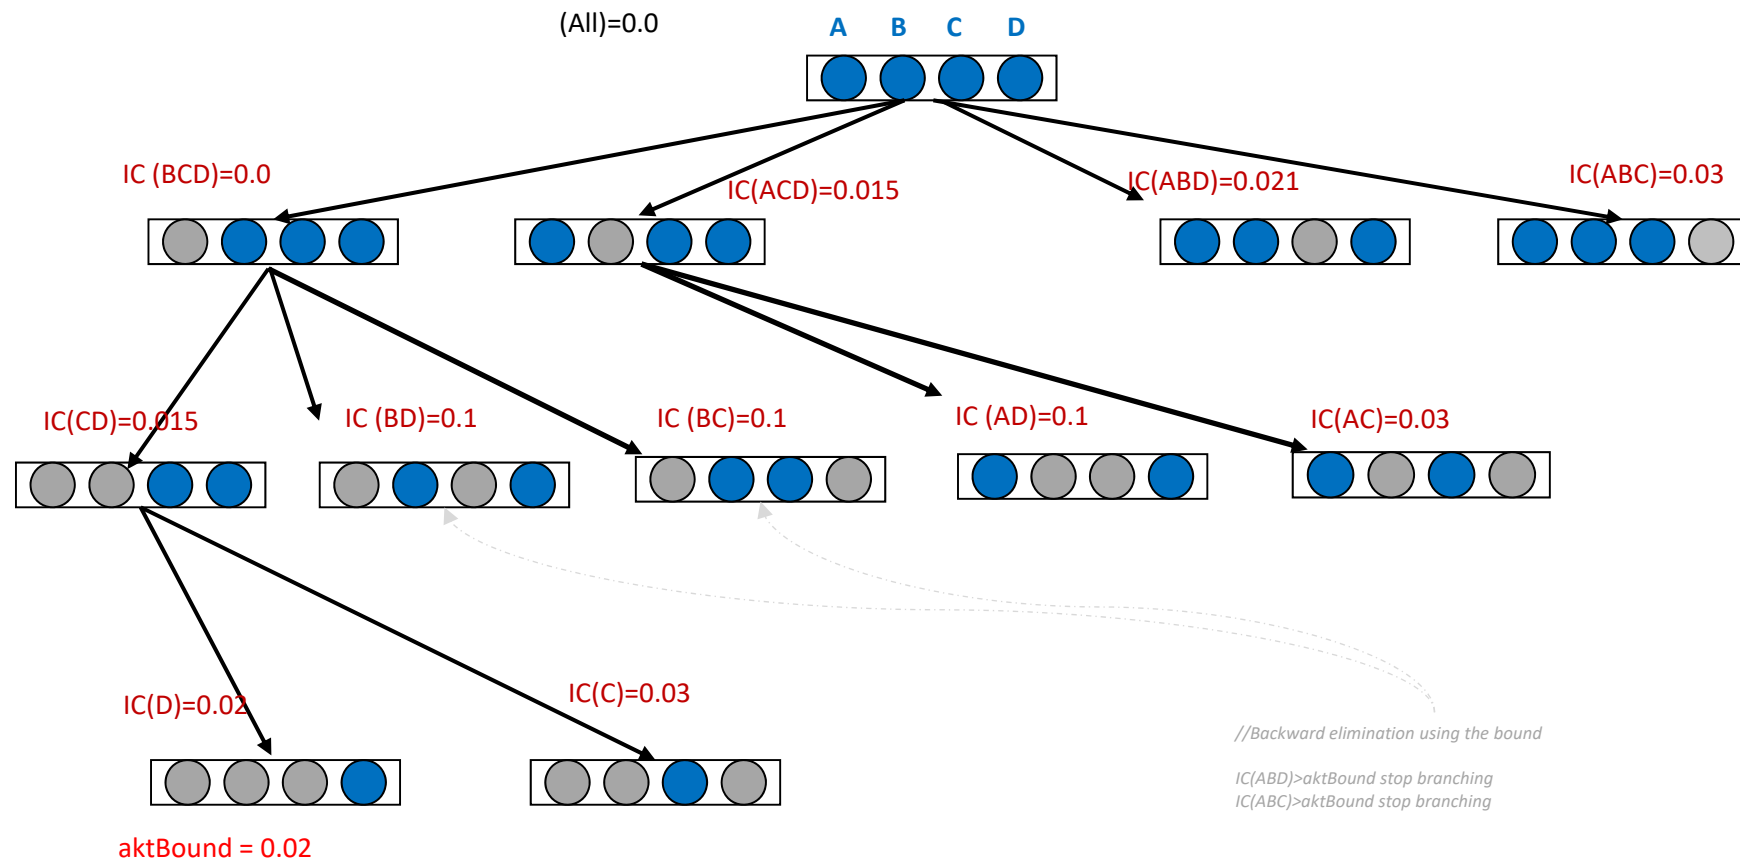 (All)=0.0
A B C D
IC (BCD)=0.0
IC(ACD)=0.015
IC(ABD)=0.021
IC(ABC)=0.03
IC(CD)=0.015
IC (BD)=0.1
IC (BC)=0.1
IC (AD)=0.1
IC(AC)=0.03
IC(D)=0.02
IC(C)=0.03
//Backward elimination using the bound
IC(ABD)>aktBound stop branching
IC(ABC)>aktBound stop branching
aktBound = 0.02